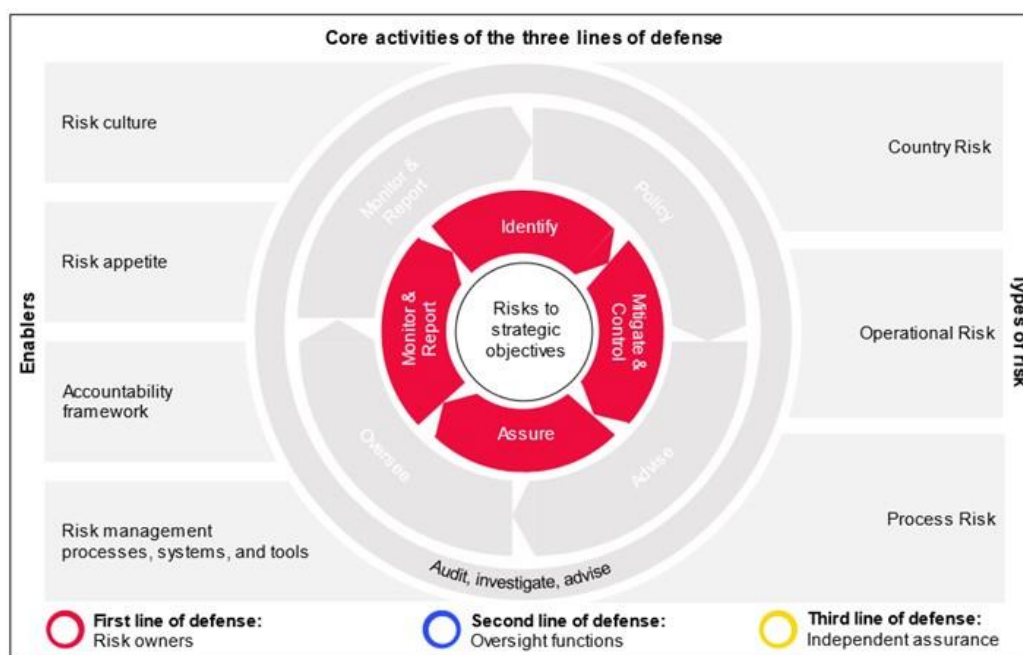 Core activities of the three lines of defense
Enablers
Risk culture
Risk appetite
Accountability
framework
Risk management
processes, systems, and tools
Monitor &
Report
Policy
Advise
Oversee
Identify
Mitigate &
Control
Assure
Monitor &
Report
Risks to
strategic
objectives
Audit, investigate, advise
Types of risk
Country Risk
Operational Risk
Process Risk
First line of defense:
Risk owners
Second line of defense:
Oversight functions
Third line of defense:
Independent assurance